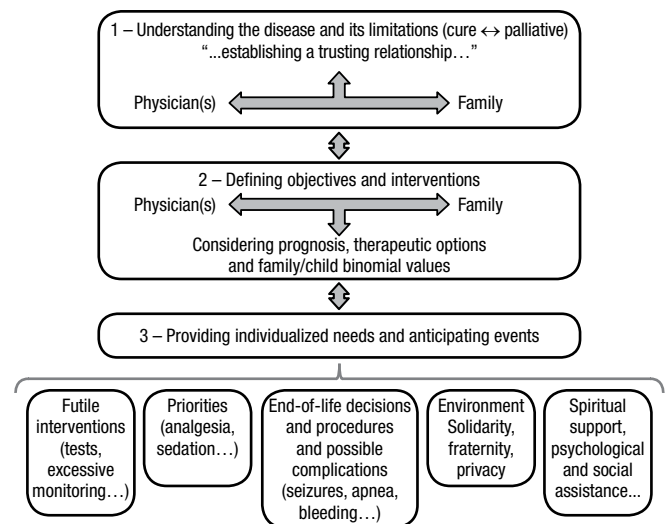 1 – Understanding the disease and its limitations (cure ↔ palliative)
“...establishing a trusting relationship…”
Physician(s) Family
2 – Defining objectives and interventions
Physician(s) Family
Considering prognosis, therapeutic options
and family/child binomial values
3 – Providing individualized needs and anticipating events
Futile
interventions
(tests,
excessive
monitoring…)
Priorities
(analgesia,
sedation…)
End-of-life decisions
and procedures
and possible
complications
(seizures, apnea,
bleeding…)
Environment
Solidarity,
fraternity,
privacy
Spiritual
support,
psychological
and social
assistance...